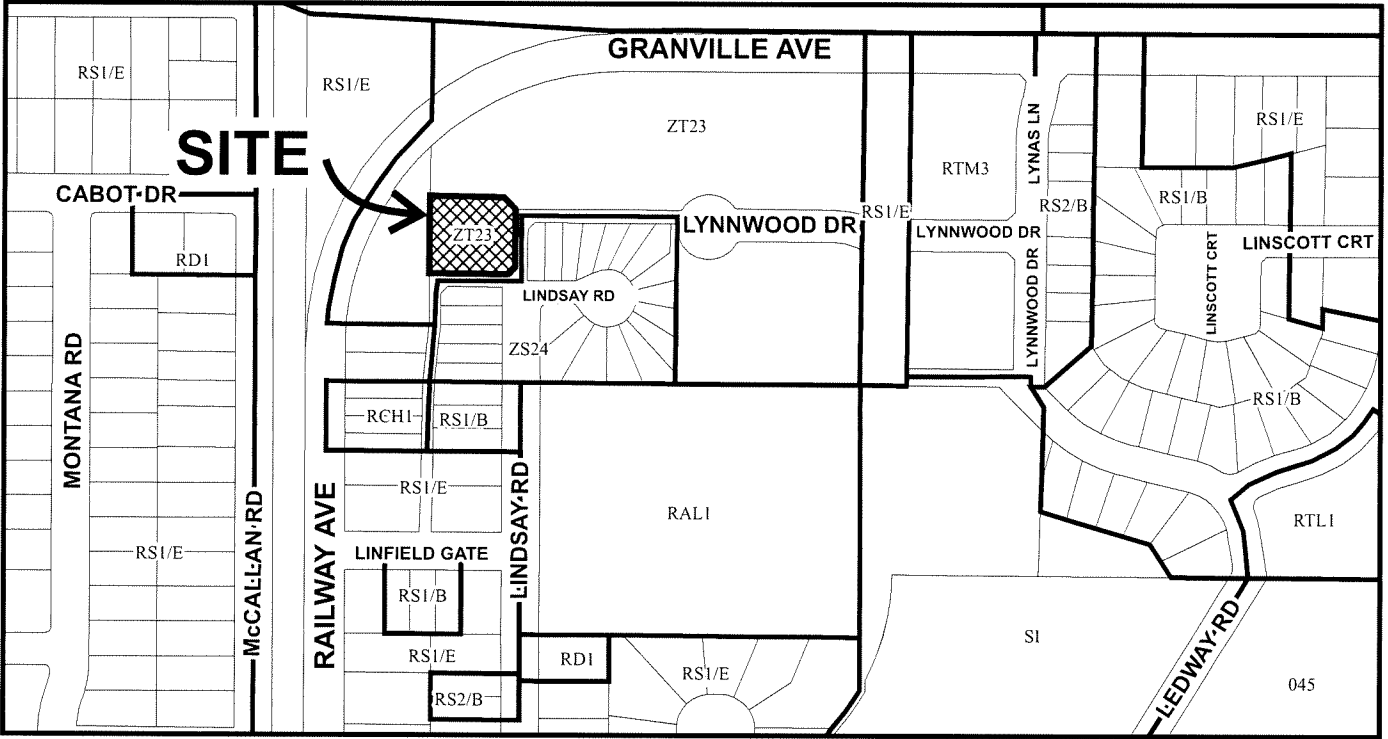 GRANVILLE AVE
RS1/E
RS1/E
RS1/E
ZT23
SITE
RTM3
LYNAS LN
CABOT DR
RS2/B
RS1/B
RS1/E
LYNNWOOD DR
LYNNWOOD DR
ZT23
LINSCOTT CRT
RD1
LINSCOTT CRT
LINDSAY RD
LYNNWOOD DR
ZS24
MONTANA RD
RCH1
RS1/B
RS1/B
McCALLAN RD
RAILWAY AVE
RS1/E
LINDSAY RD
RAL1
RTL1
RS1/E
LINFIELD GATE
RS1/B
SI
LEDWAY RD
RS1/E
RD1
RS1/E
045
RS2/B